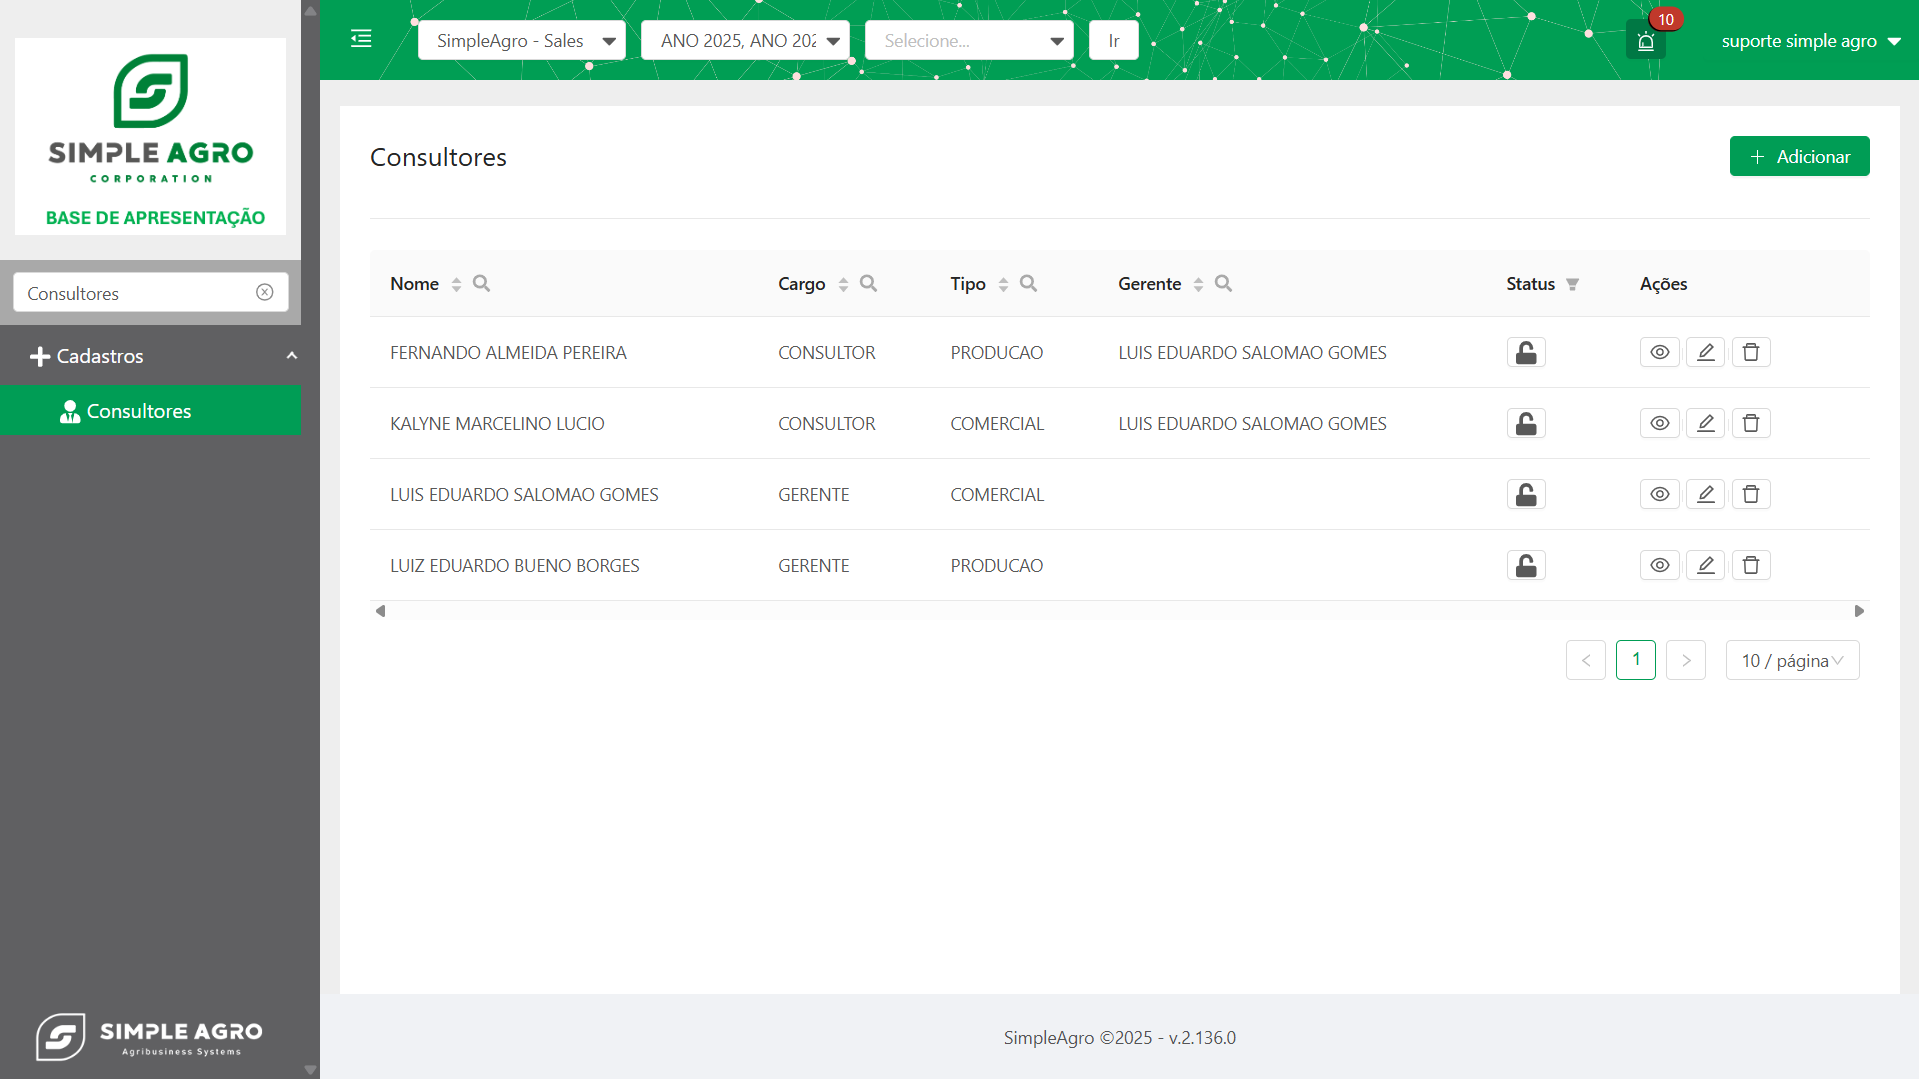 SIMPLE AGRO
CORPORATION
BASE DE APRESENTAÇÃO
Consultores
Cadastros
Consultores
SIMPLE AGRO
Agribusiness Systems
SimpleAgro - Sales
ANO 2025, ANO 202
Selecione...
Ir
10
suporte simple agro
Consultores
Adicionar
Nome Cargo Tipo Gerente Status Ações
FERNANDO ALMEIDA PEREIRA CONSULTOR PRODUCAO LUIS EDUARDO SALOMAO GOMES
KALYNE MARCELINO LUCIO CONSULTOR COMERCIAL LUIS EDUARDO SALOMAO GOMES
LUIS EDUARDO SALOMAO GOMES GERENTE COMERCIAL
LUIZ EDUARDO BUENO BORGES GERENTE PRODUCAO
1
10 / página
SimpleAgro ©2025 - v.2.136.0